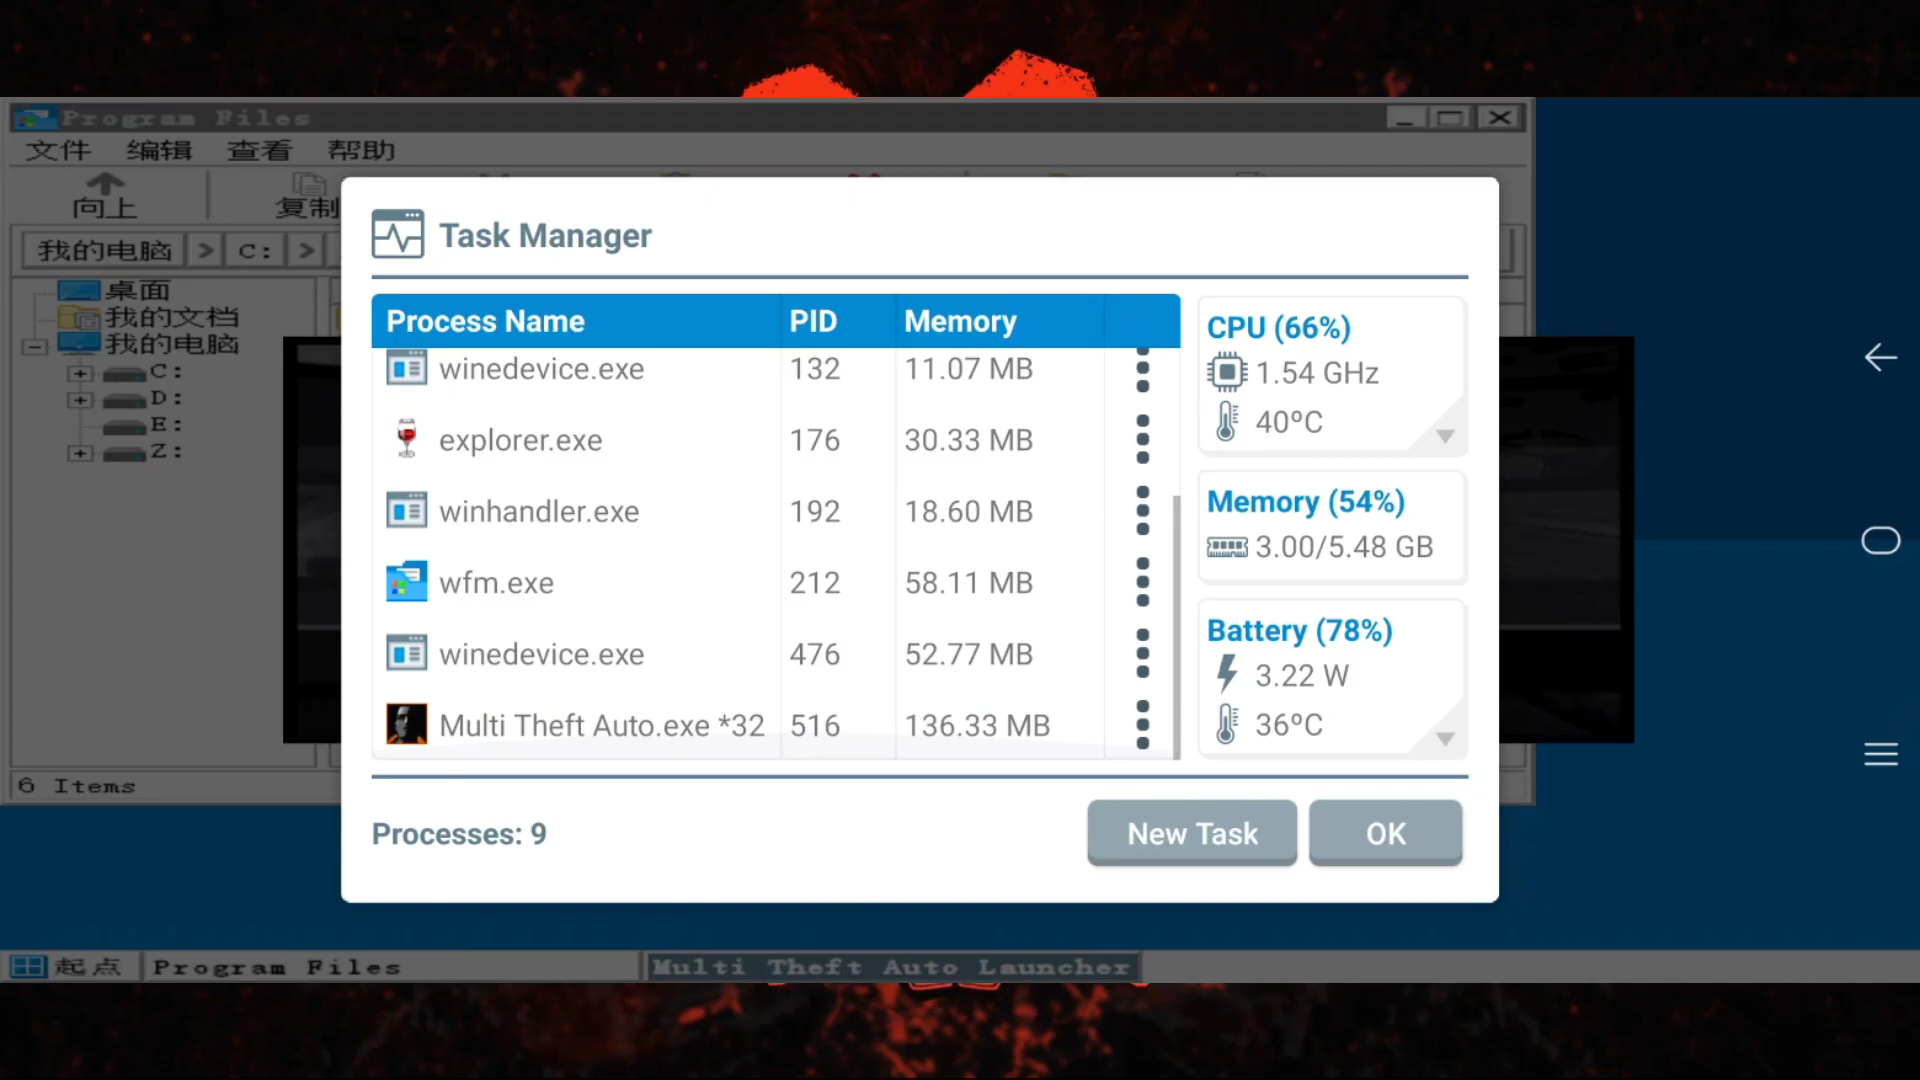 Program Files
文件 编辑 查看 帮助
向上 复制
我的电脑 > C: >
桌面
我的文档
我的电脑
C:
D:
E:
Z:
6 Items
Task Manager
Process Name PID Memory
winedevice.exe 132 11.07 MB
explorer.exe 176 30.33 MB
winhandler.exe 192 18.60 MB
wfm.exe 212 58.11 MB
winedevice.exe 476 52.77 MB
Multi Theft Auto.exe *32 516 136.33 MB
CPU (66%)
1.54 GHz
40°C
Memory (54%)
3.00/5.48 GB
Battery (78%)
3.22 W
36°C
Processes: 9
New Task OK
起点 Program Files Multi Theft Auto Launcher